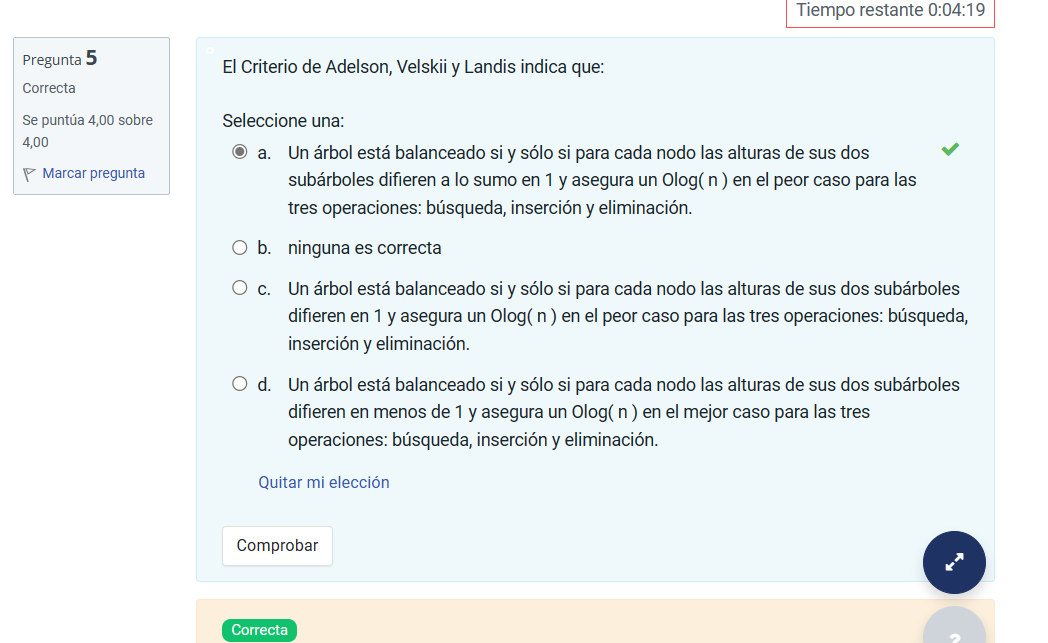 Tiempo restante 0:04:19
Pregunta 5
Correcta
Se puntúa 4,00 sobre
4,00
Marcar pregunta
El Criterio de Adelson, Velskii y Landis indica que:
Seleccione una:
a. Un árbol está balanceado si y sólo si para cada nodo las alturas de sus dos
subárboles difieren a lo sumo en 1 y asegura un Olog( n ) en el peor caso para las
tres operaciones: búsqueda, inserción y eliminación.
b. ninguna es correcta
c. Un árbol está balanceado si y sólo si para cada nodo las alturas de sus dos subárboles
difieren en 1 y asegura un Olog( n ) en el peor caso para las tres operaciones: búsqueda,
inserción y eliminación.
d. Un árbol está balanceado si y sólo si para cada nodo las alturas de sus dos subárboles
difieren en menos de 1 y asegura un Olog( n ) en el mejor caso para las tres
operaciones: búsqueda, inserción y eliminación.
Quitar mi elección
Comprobar
Correcta
?